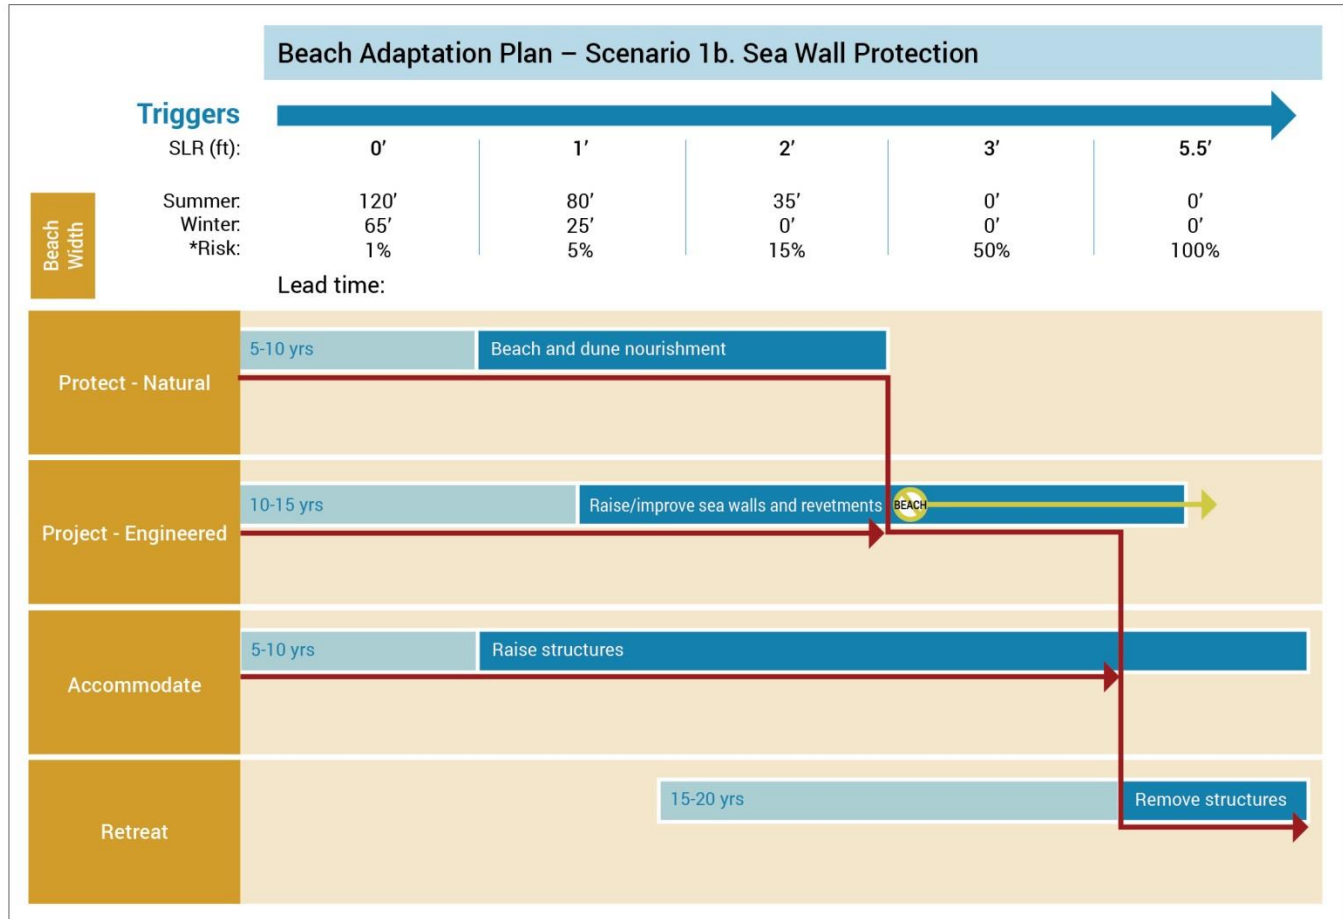 Beach Adaptation Plan – Scenario 1b. Sea Wall Protection
Triggers
SLR (ft): 0′ 1′ 2′ 3′ 5.5′
Beach
Width
Summer: 120′ 80′ 35′ 0′ 0′
Winter: 65′ 25′ 0′ 0′ 0′
*Risk: 1% 5% 15% 50% 100%
Lead time:
Protect - Natural
5-10 yrs Beach and dune nourishment
Project - Engineered
10-15 yrs Raise/improve sea walls and revetments BEACH
Accommodate
5-10 yrs Raise structures
Retreat
15-20 yrs Remove structures